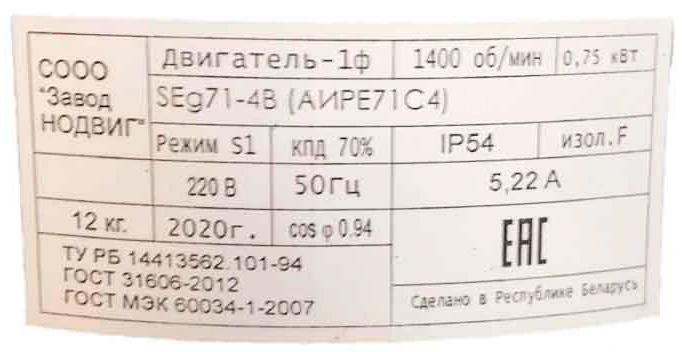 СООО
"Завод
НОДВИГ"
Двигатель-1ф 1400 об/мин 0,75 кВт
SEg71-4B (АИРЕ71С4)
Режим S1 КПД 70% IP54 изол.F
220 В 50Гц 5,22 А
12 кг. 2020г. cos φ 0.94
EAC
ТУ РБ 14413562.101-94
ГОСТ 31606-2012
ГОСТ МЭК 60034-1-2007
Сделано в Республике Беларусь